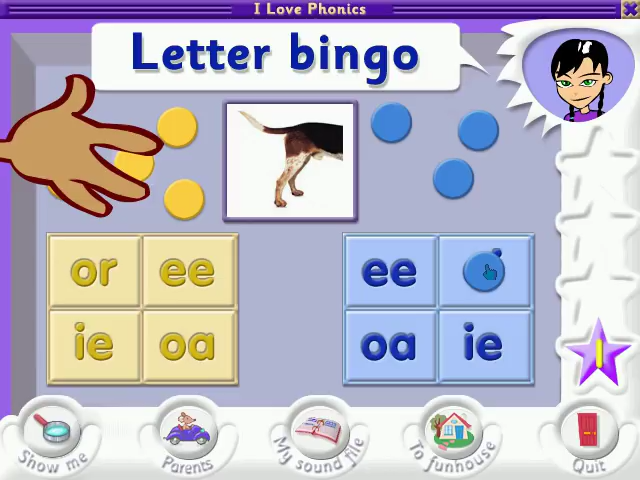 I Love Phonics
Letter bingo
or ee
ie oa
ee
oa ie
Show me
Parents
My sound file
To funhouse
Quit